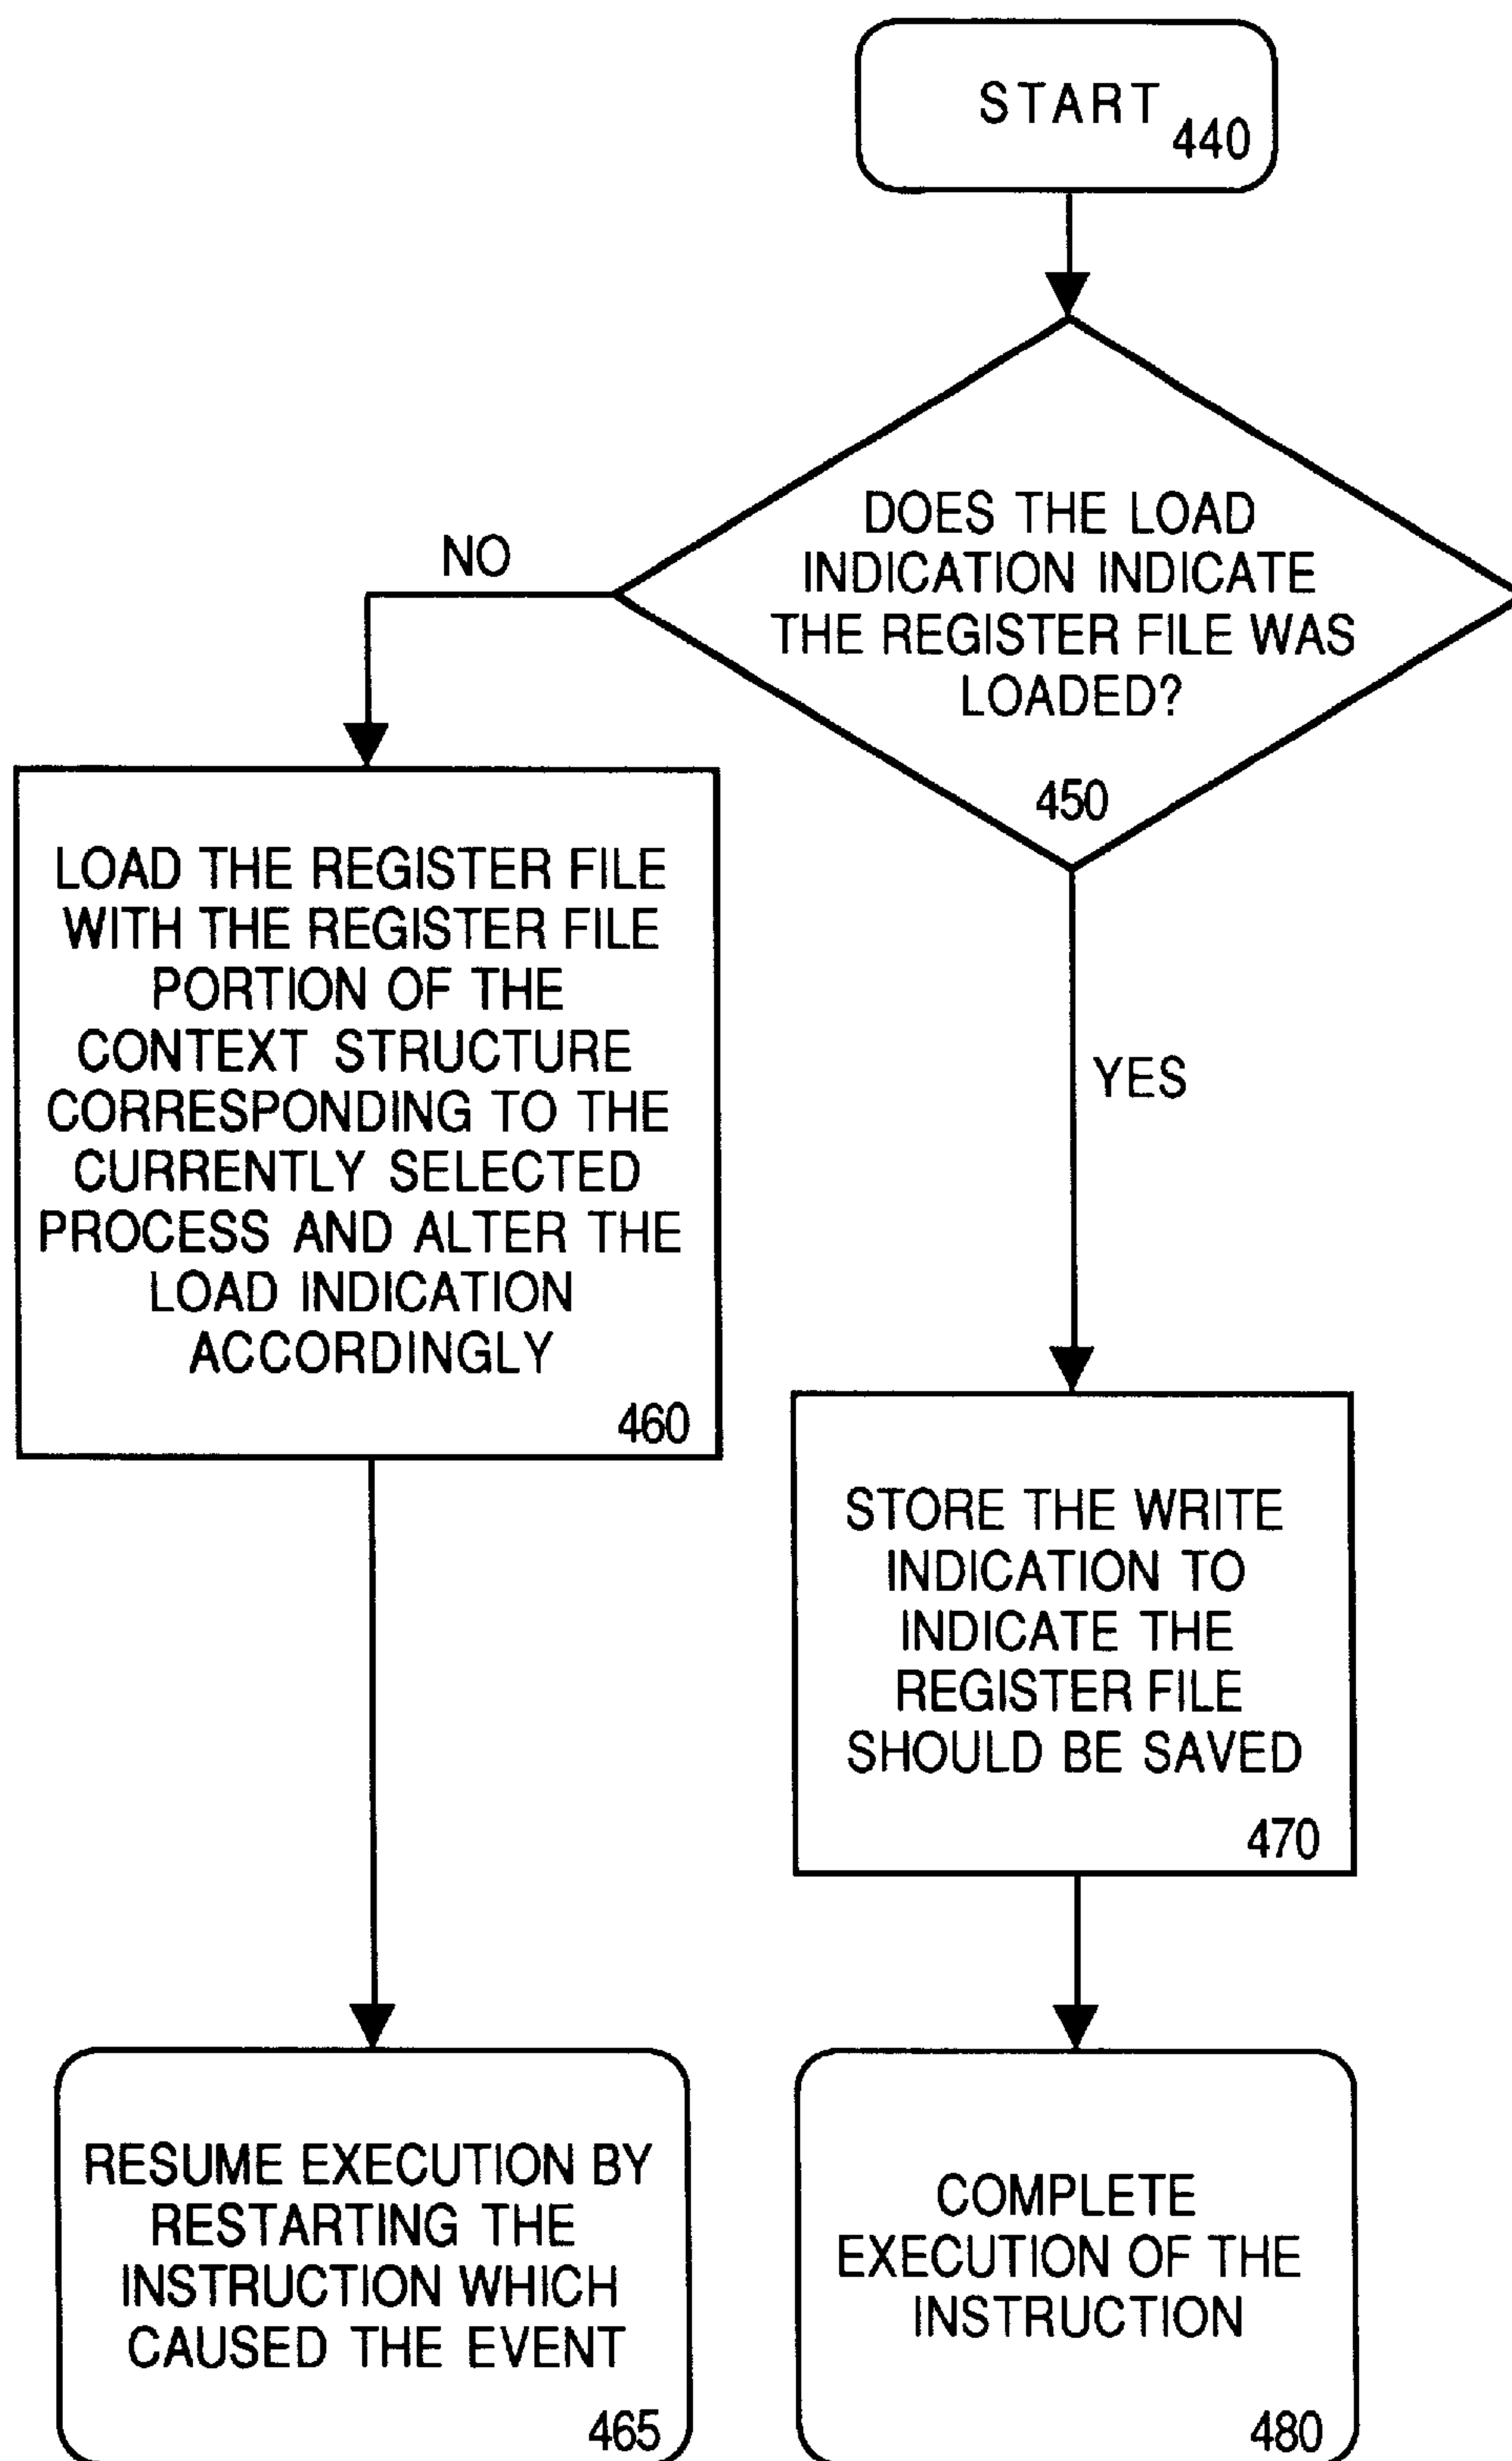 START
440
DOES THE LOAD
INDICATION INDICATE
THE REGISTER FILE WAS
LOADED?
450
NO
LOAD THE REGISTER FILE
WITH THE REGISTER FILE
PORTION OF THE
CONTEXT STRUCTURE
CORRESPONDING TO THE
CURRENTLY SELECTED
PROCESS AND ALTER THE
LOAD INDICATION
ACCORDINGLY
460
YES
STORE THE WRITE
INDICATION TO
INDICATE THE
REGISTER FILE
SHOULD BE SAVED
470
RESUME EXECUTION BY
RESTARTING THE
INSTRUCTION WHICH
CAUSED THE EVENT
465
COMPLETE
EXECUTION OF THE
INSTRUCTION
480